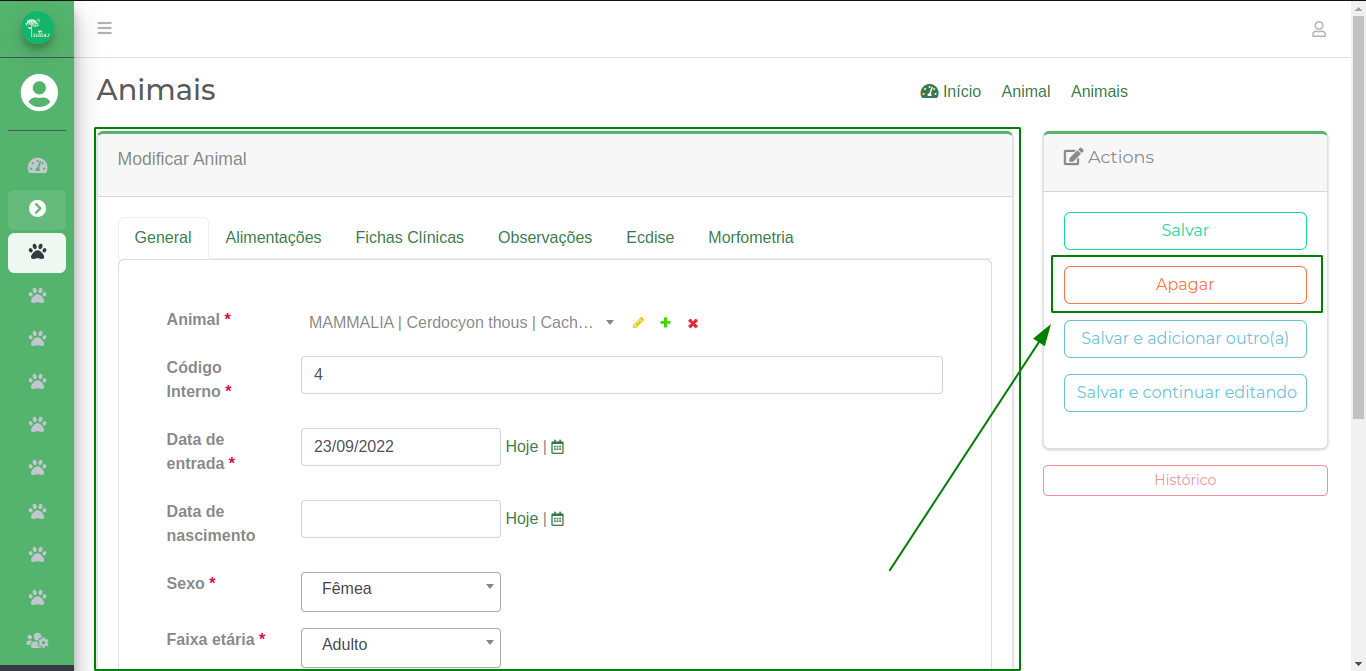 Animais
Início Animal Animais
Modificar Animal
General Alimentações Fichas Clínicas Observações Ecdise Morfometria
Animal * MAMMALIA | Cerdocyon thous | Cach…
Código
Interno * 4
Data de
entrada * 23/09/2022 Hoje |
Data de
nascimento Hoje |
Sexo * Fêmea
Faixa etária * Adulto
Actions
Salvar
Apagar
Salvar e adicionar outro(a)
Salvar e continuar editando
Histórico